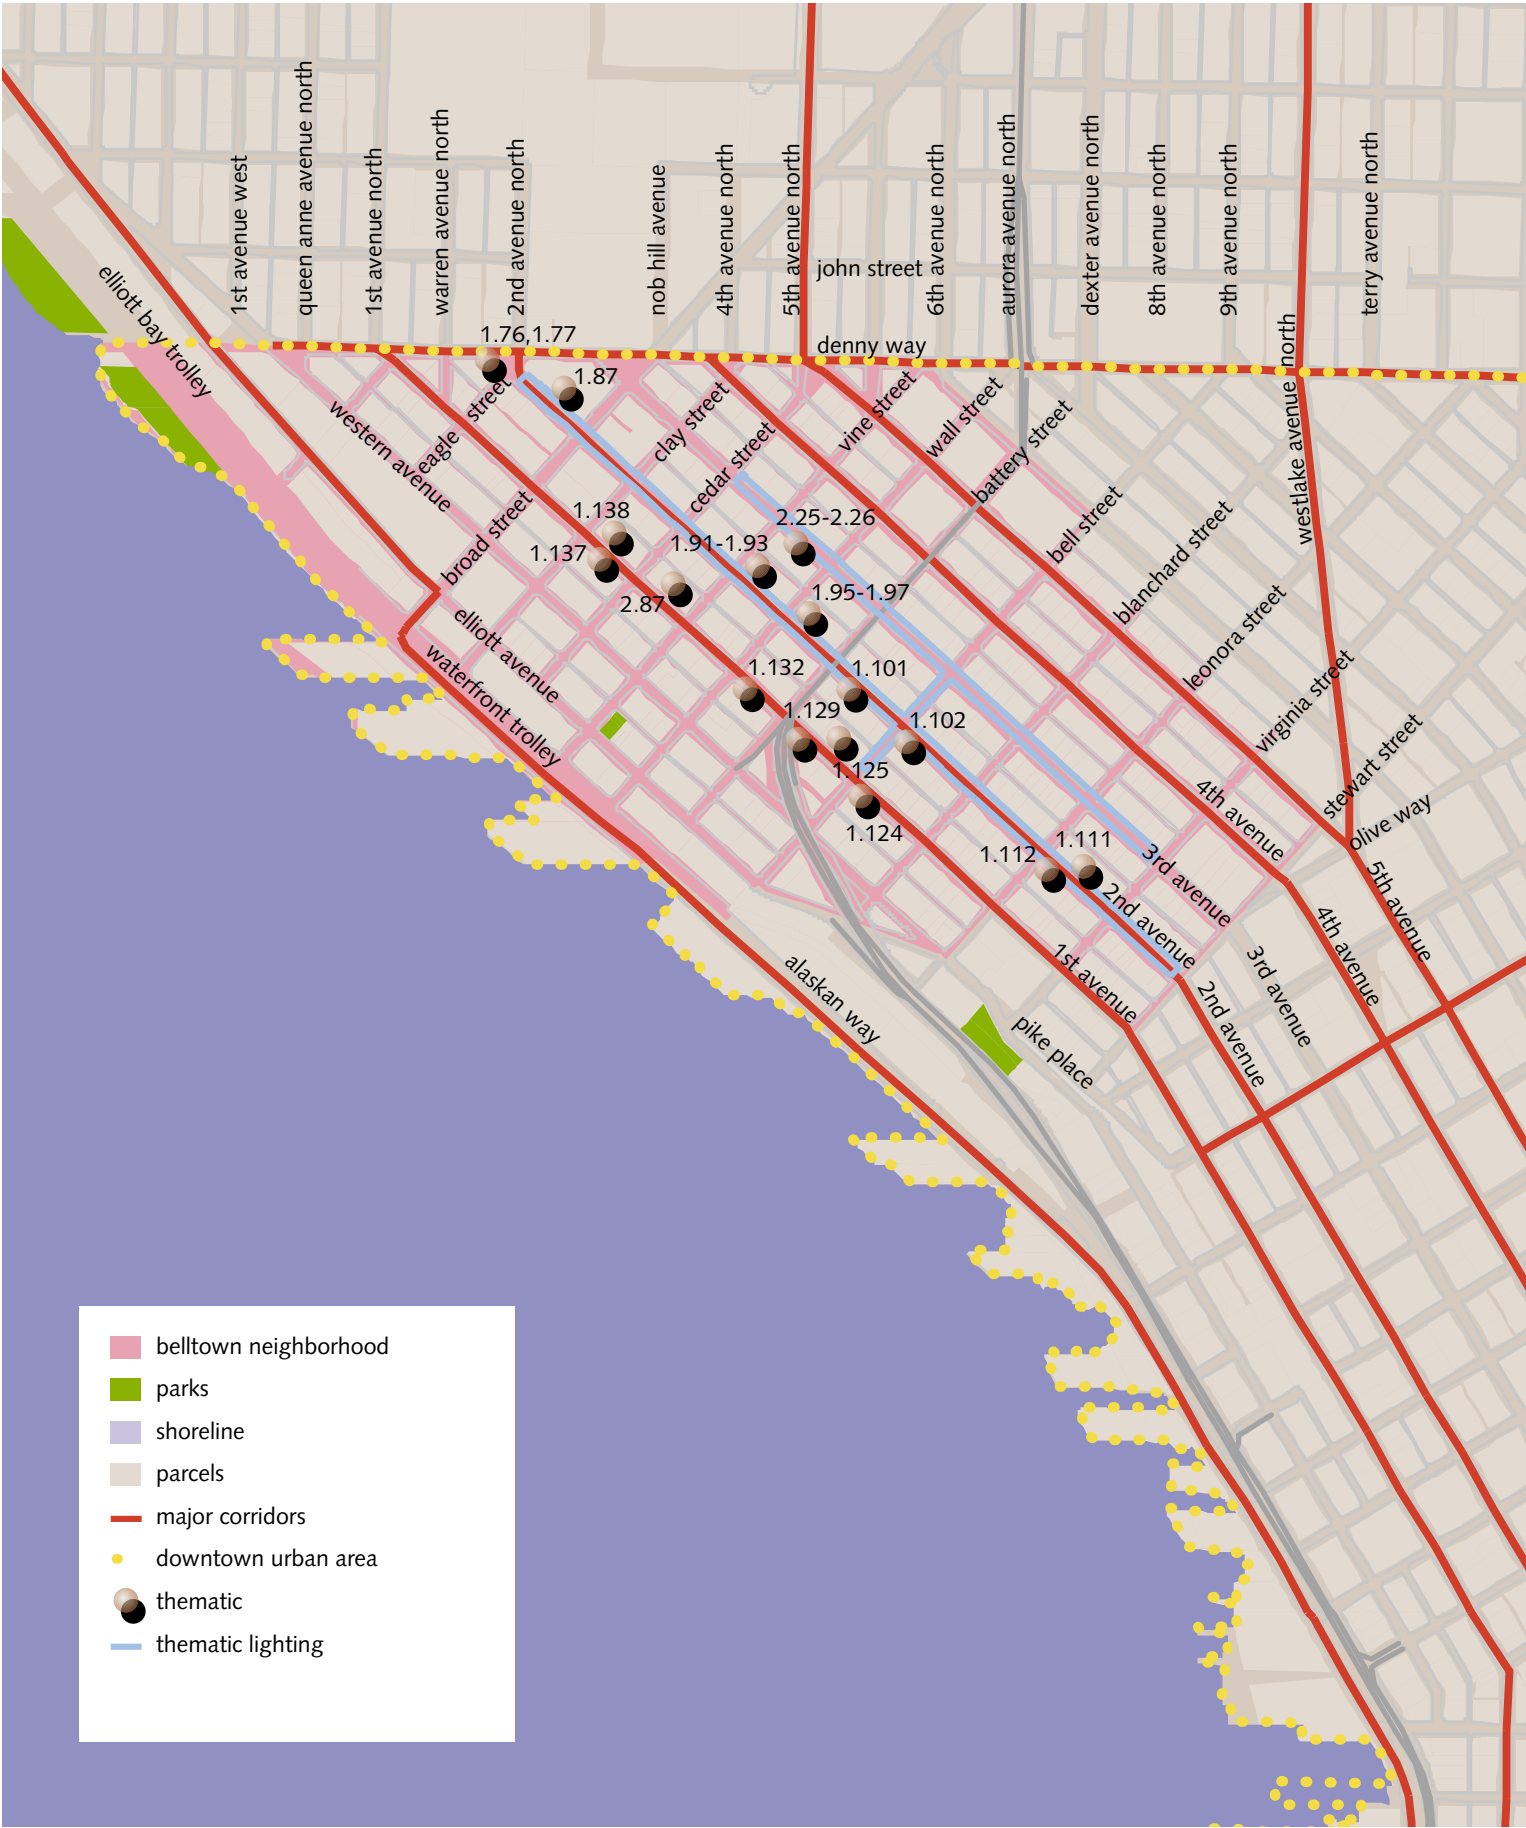 1st avenue west
queen anne avenue north
1st avenue north
warren avenue north
2nd avenue north
nob hill avenue
4th avenue north
5th avenue north
6th avenue north
aurora avenue north
dexter avenue north
8th avenue north
9th avenue north
westlake avenue north
terry avenue north
john street
denny way
elliott bay trolley
1.76,1.77
1.87
western avenue
eagle street
clay street
cedar street
vine street
wall street
battery street
broad street
bell street
blanchard street
leonora street
virginia street
stewart street
olive way
1.138
1.137
2.87
1.91-1.93
2.25-2.26
1.95-1.97
elliott avenue
waterfront trolley
1.132
1.101
1.129
1.102
1.125
1.124
1.112
1.111
4th avenue
3rd avenue
2nd avenue
1st avenue
5th avenue
4th avenue
3rd avenue
2nd avenue
alaskan way
pike place
belltown neighborhood
parks
shoreline
parcels
major corridors
downtown urban area
thematic
thematic lighting